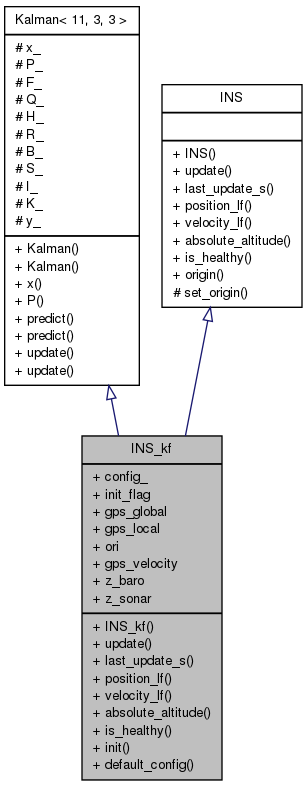 Kalman< 11, 3, 3 >
# x_
# P_
# F_
# Q_
# H_
# R_
# B_
# S_
# I_
# K_
# y_
+ Kalman()
+ Kalman()
+ x()
+ P()
+ predict()
+ predict()
+ update()
+ update()
INS
+ INS()
+ update()
+ last_update_s()
+ position_lf()
+ velocity_lf()
+ absolute_altitude()
+ is_healthy()
+ origin()
# set_origin()
INS_kf
+ config_
+ init_flag
+ gps_global
+ gps_local
+ ori
+ gps_velocity
+ z_baro
+ z_sonar
+ INS_kf()
+ update()
+ last_update_s()
+ position_lf()
+ velocity_lf()
+ absolute_altitude()
+ is_healthy()
+ init()
+ default_config()